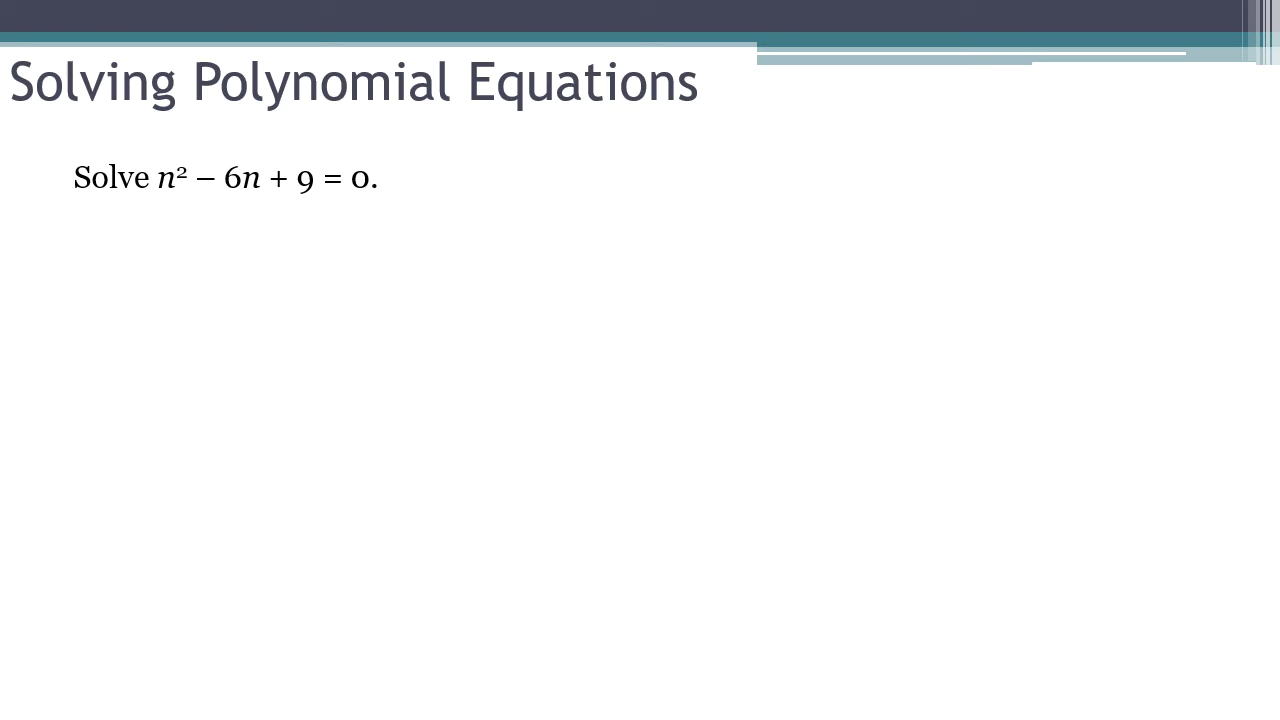 Solving Polynomial Equations
Solve n² – 6n + 9 = 0.